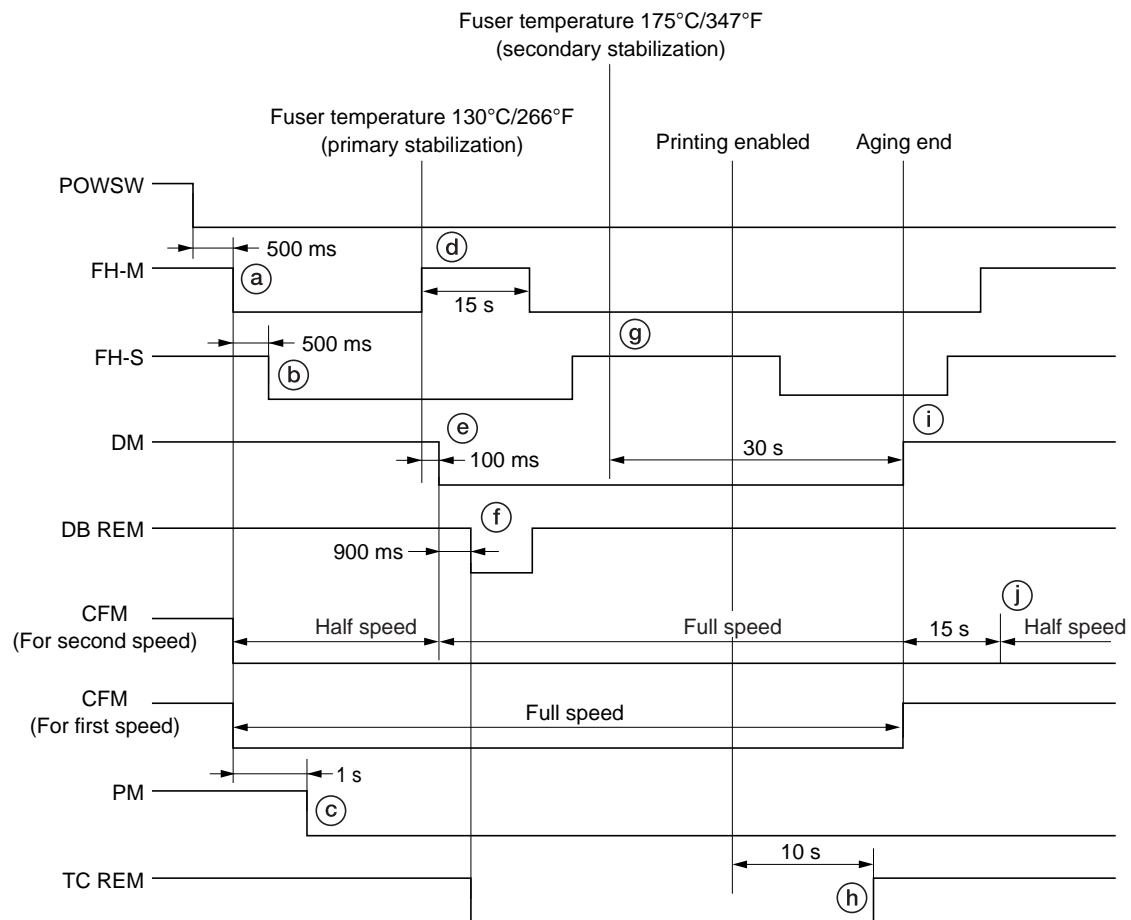 Fuser temperature 175°C/347°F
(secondary stabilization)
Fuser temperature 130°C/266°F
(primary stabilization)
Printing enabled
Aging end
POWSW
500 ms
d
FH-M
a
15 s
g
500 ms
FH-S
b
e
i
DM
30 s
100 ms
f
DB REM
900 ms
j
CFM
(For second speed)
Half speed
Full speed
15 s
Half speed
CFM
(For first speed)
Full speed
1 s
PM
c
10 s
TC REM
h